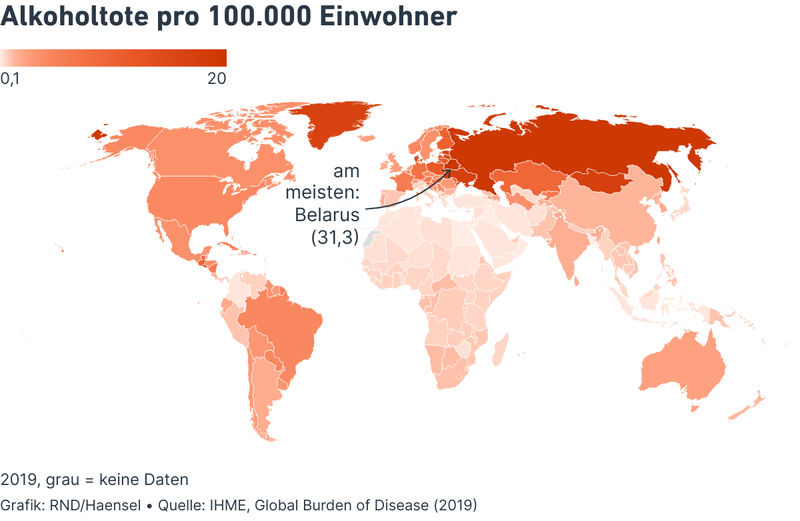 Alkoholtote pro 100.000 Einwohner
0,1 20
am
meisten:
Belarus
(31,3)
2019, grau = keine Daten
Grafik: RND/Haensel • Quelle: IHME, Global Burden of Disease (2019)